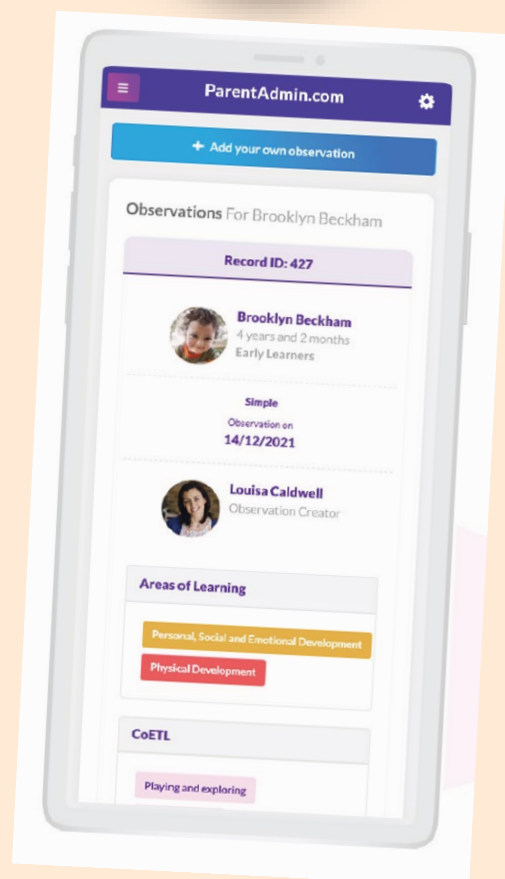 ParentAdmin.com
+ Add your own observation
Observations For Brooklyn Beckham
Record ID: 427
Brooklyn Beckham
4 years and 2 months
Early Learners
Simple
Observation on
14/12/2021
Louisa Caldwell
Observation Creator
Areas of Learning
Personal, Social and Emotional Development
Physical Development
CoETL
Playing and exploring